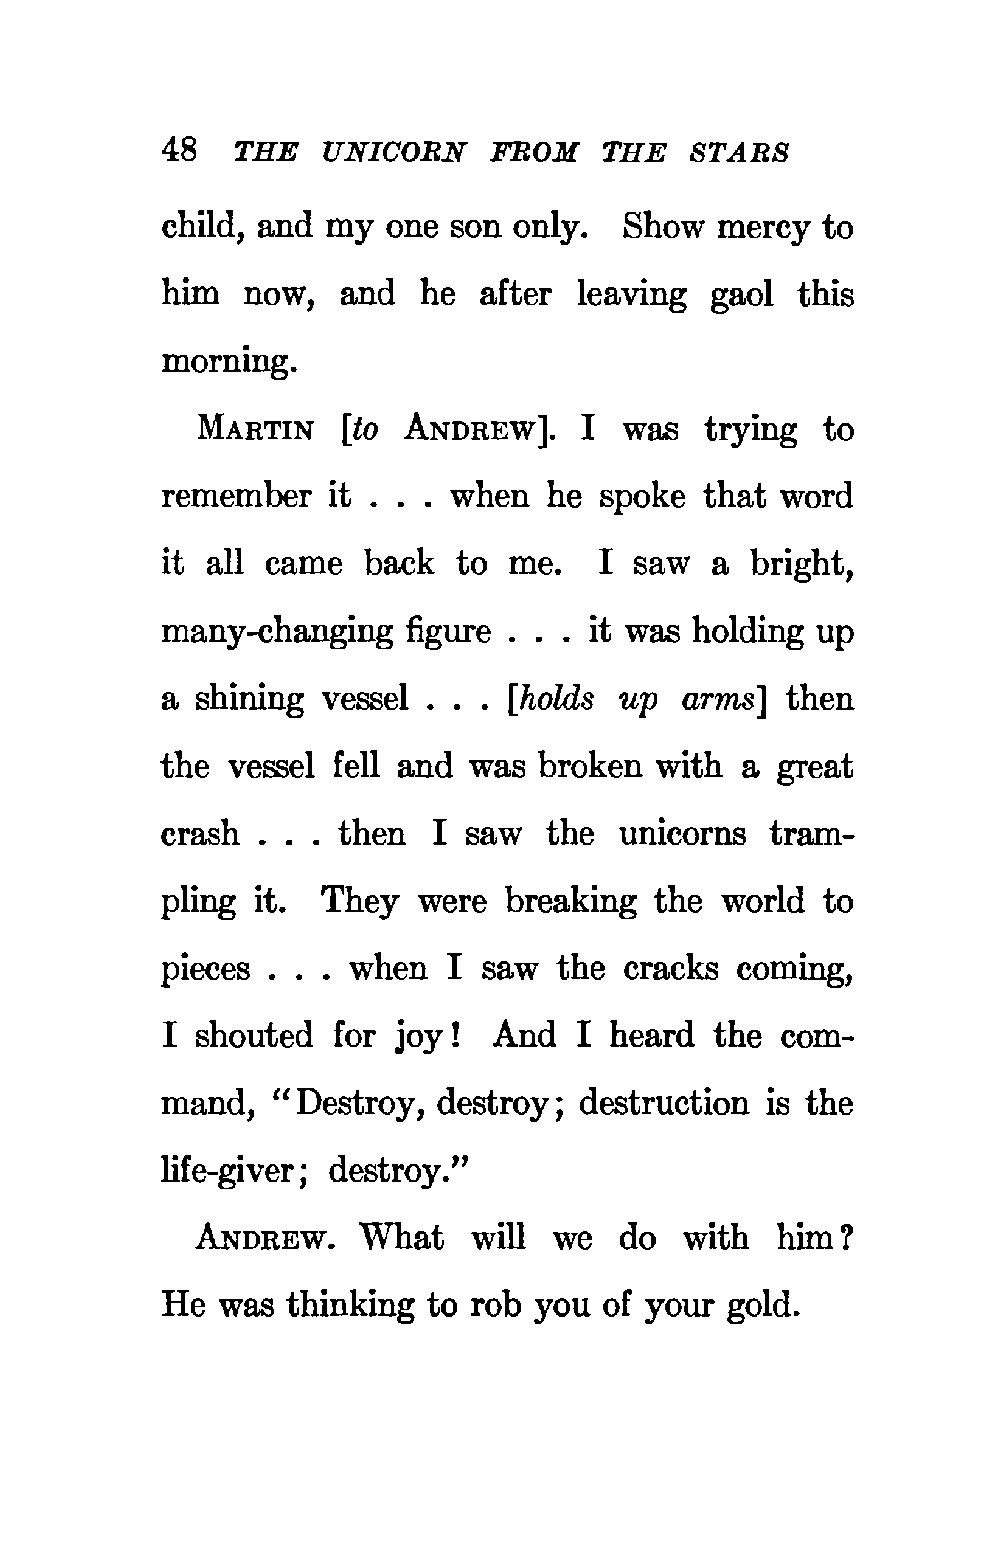 48 THE UNICORN FROM THE STARS
child, and my one son only. Show mercy to
him now, and he after leaving gaol this
morning.
MARTIN [to ANDREW]. I was trying to
remember it . . . when he spoke that word
it all came back to me. I saw a bright,
many-changing figure . . . it was holding up
a shining vessel . . . [holds up arms] then
the vessel fell and was broken with a great
crash . . . then I saw the unicorns tram-
pling it. They were breaking the world to
pieces . . . when I saw the cracks coming,
I shouted for joy! And I heard the com-
mand, "Destroy, destroy; destruction is the
life-giver; destroy."
ANDREW. What will we do with him?
He was thinking to rob you of your gold.